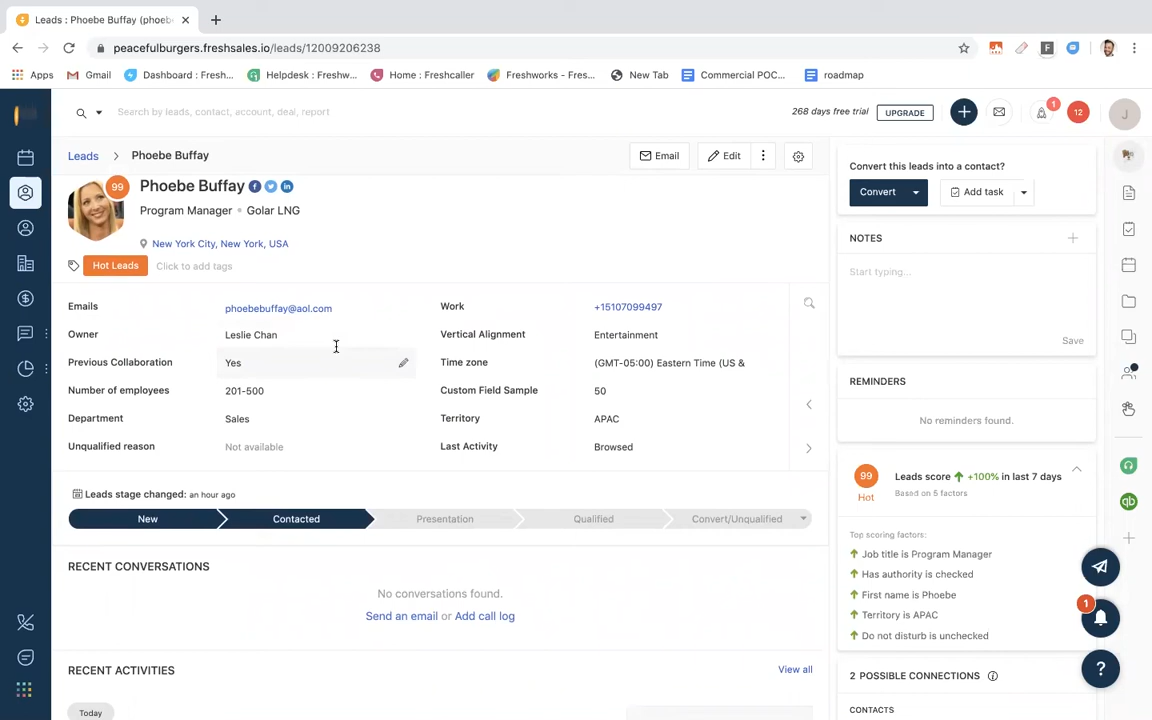 Leads : Phoebe Buffay (phoeb
peacefulburgers.freshsales.io/leads/12009206238
Apps
Gmail
Dashboard : Fresh...
Helpdesk : Freshw...
Home : Freshcaller
Freshworks - Fres...
New Tab
Commercial POC...
roadmap
Search by leads, contact, account, deal, report
268 days free trial
UPGRADE
1
12
J
Leads > Phoebe Buffay
Email
Edit
99
Phoebe Buffay
Program Manager • Golar LNG
New York City, New York, USA
Hot Leads
Click to add tags
Emails phoebebuffay@aol.com
Work +15107099497
Owner Leslie Chan
Vertical Alignment Entertainment
Previous Collaboration Yes
Time zone (GMT-05:00) Eastern Time (US &
Number of employees 201-500
Custom Field Sample 50
Department Sales
Territory APAC
Unqualified reason Not available
Last Activity Browsed
Leads stage changed: an hour ago
New
Contacted
Presentation
Qualified
Convert/Unqualified
RECENT CONVERSATIONS
No conversations found.
Send an email or Add call log
RECENT ACTIVITIES
View all
Today
Convert this leads into a contact?
Convert
Add task
NOTES
Start typing...
Save
REMINDERS
No reminders found.
99
Hot
Leads score +100% in last 7 days
Based on 5 factors
Top scoring factors:
Job title is Program Manager
Has authority is checked
First name is Phoebe
Territory is APAC
Do not disturb is unchecked
2 POSSIBLE CONNECTIONS
CONTACTS
1
?